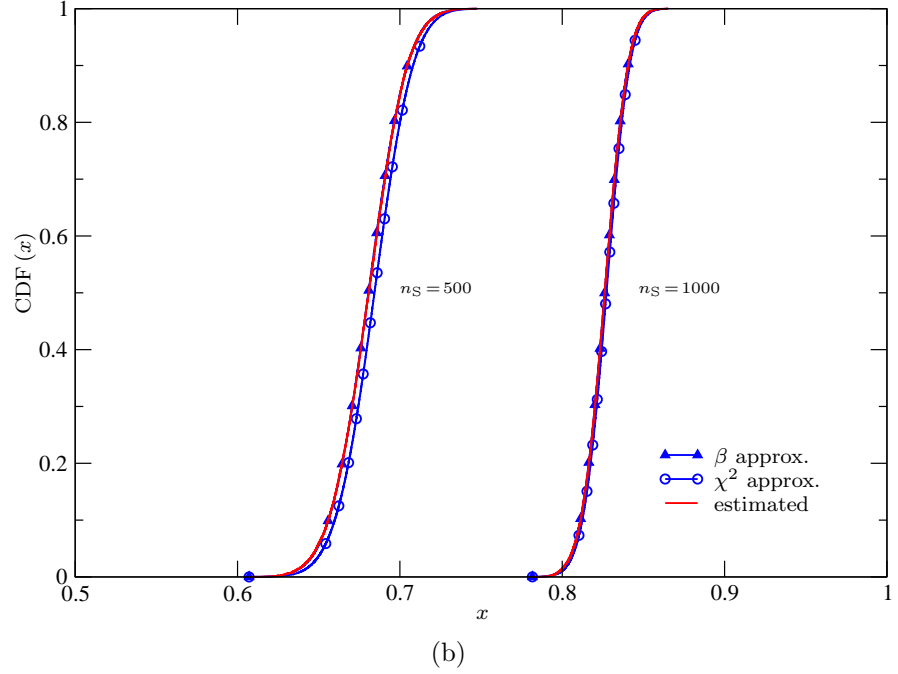 1
0.8
0.6
0.4
0.2
0
CDF (x)
n_S = 500
n_S = 1000
β approx.
χ² approx.
estimated
0.5 0.6 0.7 0.8 0.9 1
x
(b)